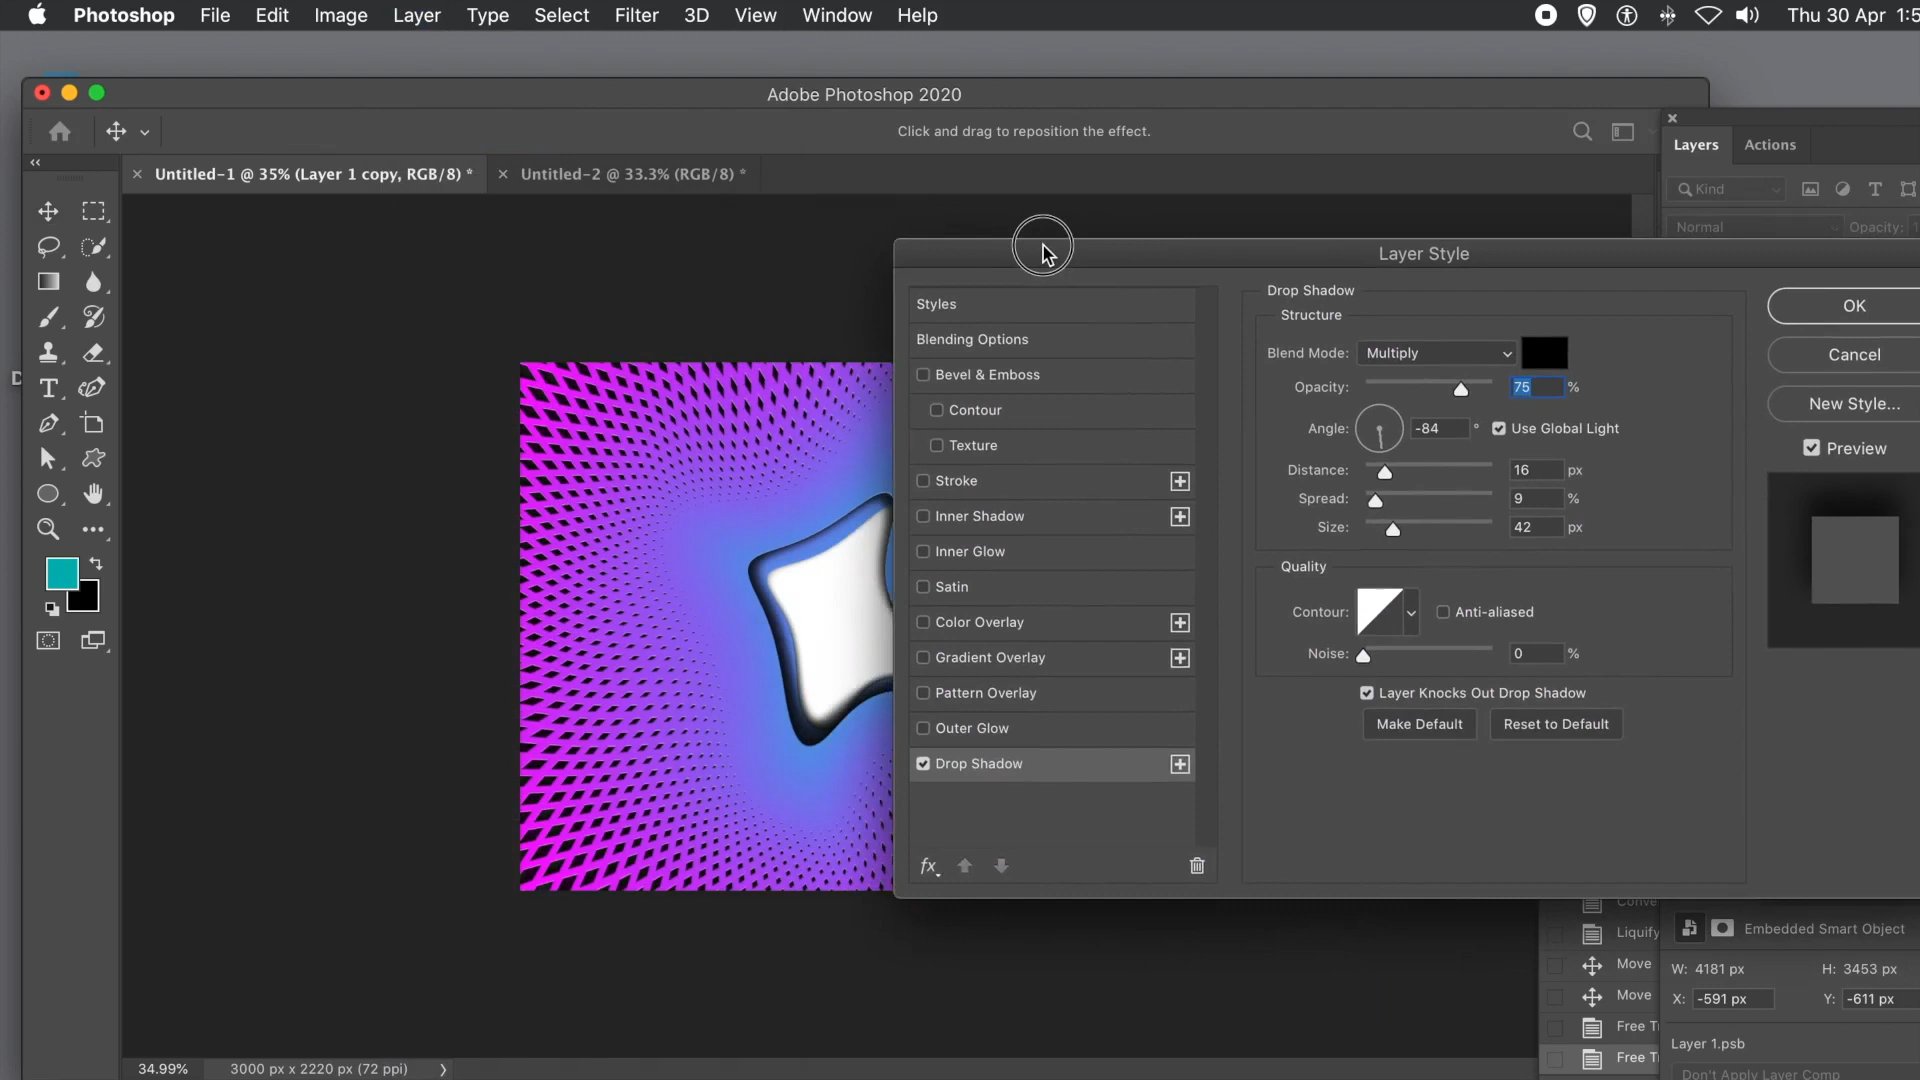 Photoshop File Edit Image Layer Type Select Filter 3D View Window Help Thu 30 Apr 1:5
Adobe Photoshop 2020
Click and drag to reposition the effect.
Untitled-1 @ 35% (Layer 1 copy, RGB/8) * Untitled-2 @ 33.3% (RGB/8) *
Layers Actions
Kind
Normal Opacity: 1
Layer Style
Styles
Blending Options
Bevel & Emboss
Contour
Texture
Stroke
Inner Shadow
Inner Glow
Satin
Color Overlay
Gradient Overlay
Pattern Overlay
Outer Glow
Drop Shadow
fx
Drop Shadow
Structure
Blend Mode: Multiply
Opacity: 75 %
Angle: -84 ° Use Global Light
Distance: 16 px
Spread: 9 %
Size: 42 px
Quality
Contour: Anti-aliased
Noise: 0 %
Layer Knocks Out Drop Shadow
Make Default Reset to Default
OK
Cancel
New Style...
Preview
D
Conve
Liquify
Move
Move
Free Tr
Free Tr
Embedded Smart Object
W: 4181 px H: 3453 px
X: -591 px Y: -611 px
Layer 1.psb
Don't Apply Layer Comp
34.99% 3000 px x 2220 px (72 ppi)